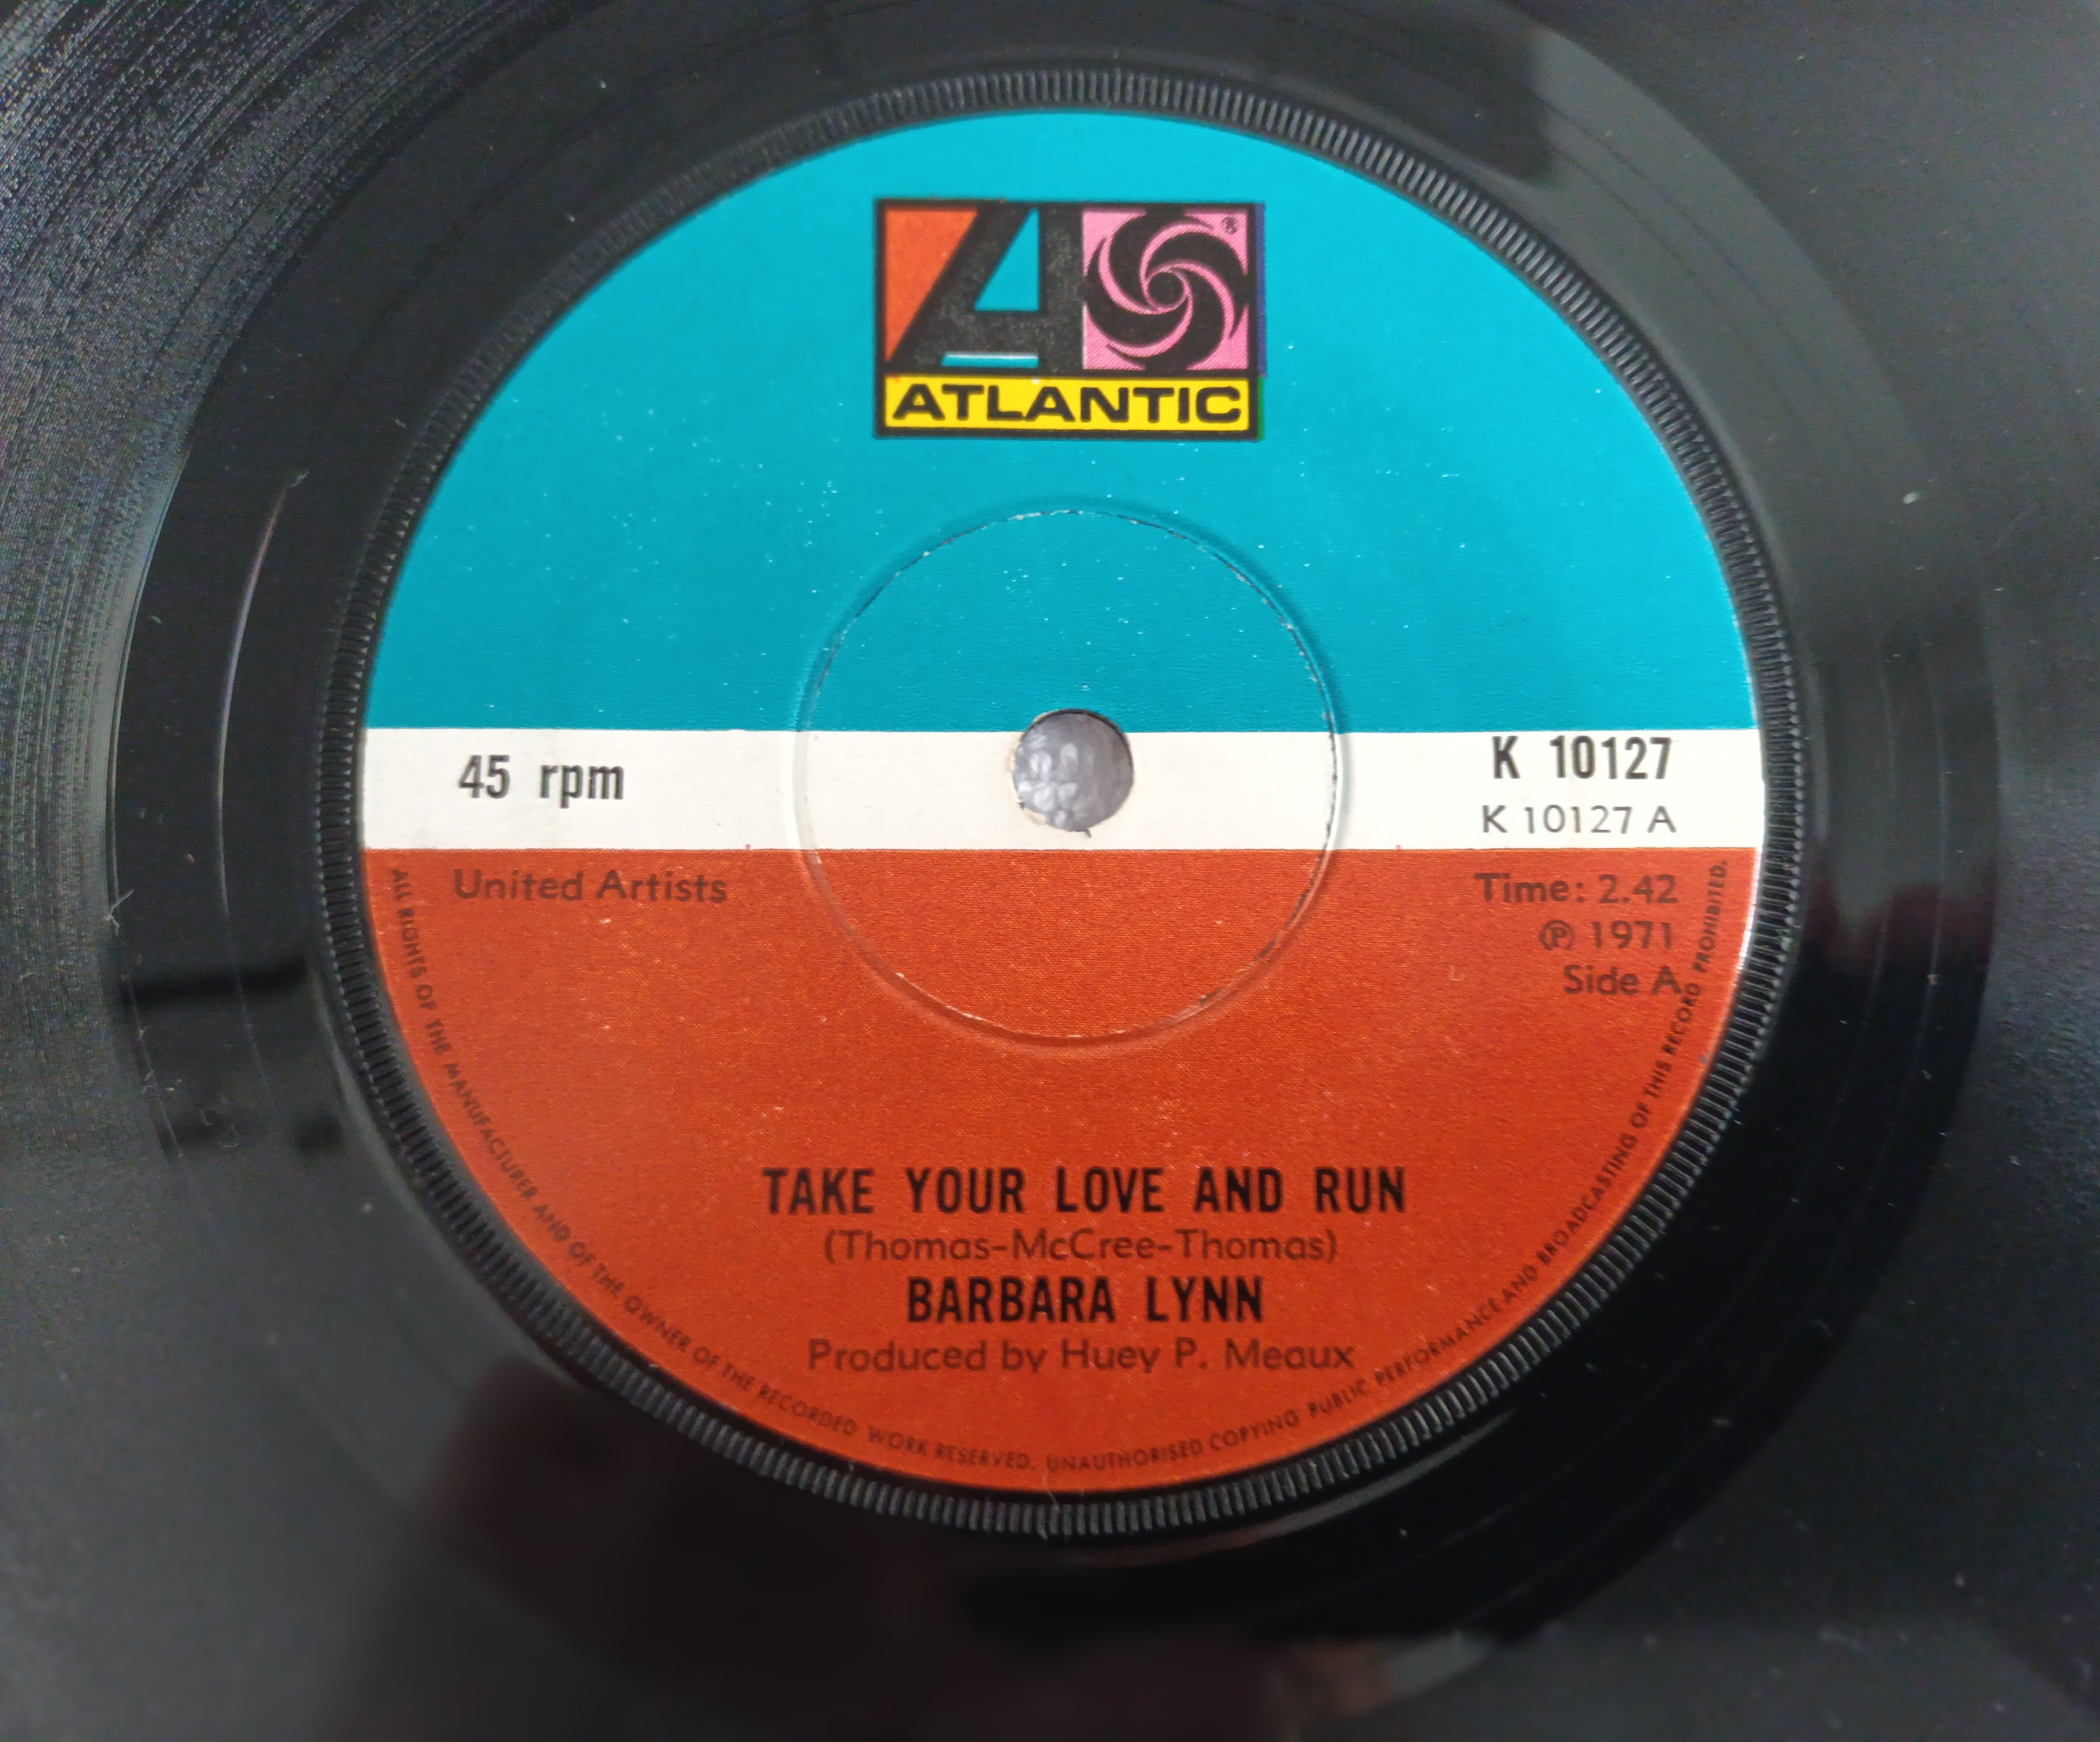 ATLANTIC
®
45 rpm
K 10127
K 10127 A
United Artists
Time: 2.42
℗ 1971
Side A
TAKE YOUR LOVE AND RUN
(Thomas-McCree-Thomas)
BARBARA LYNN
Produced by Huey P. Meaux
ALL RIGHTS OF THE MANUFACTURER AND OF THE OWNER OF THE RECORDED WORK RESERVED. UNAUTHORISED COPYING PUBLIC PERFORMANCE AND BROADCASTING OF THIS RECORD PROHIBITED.